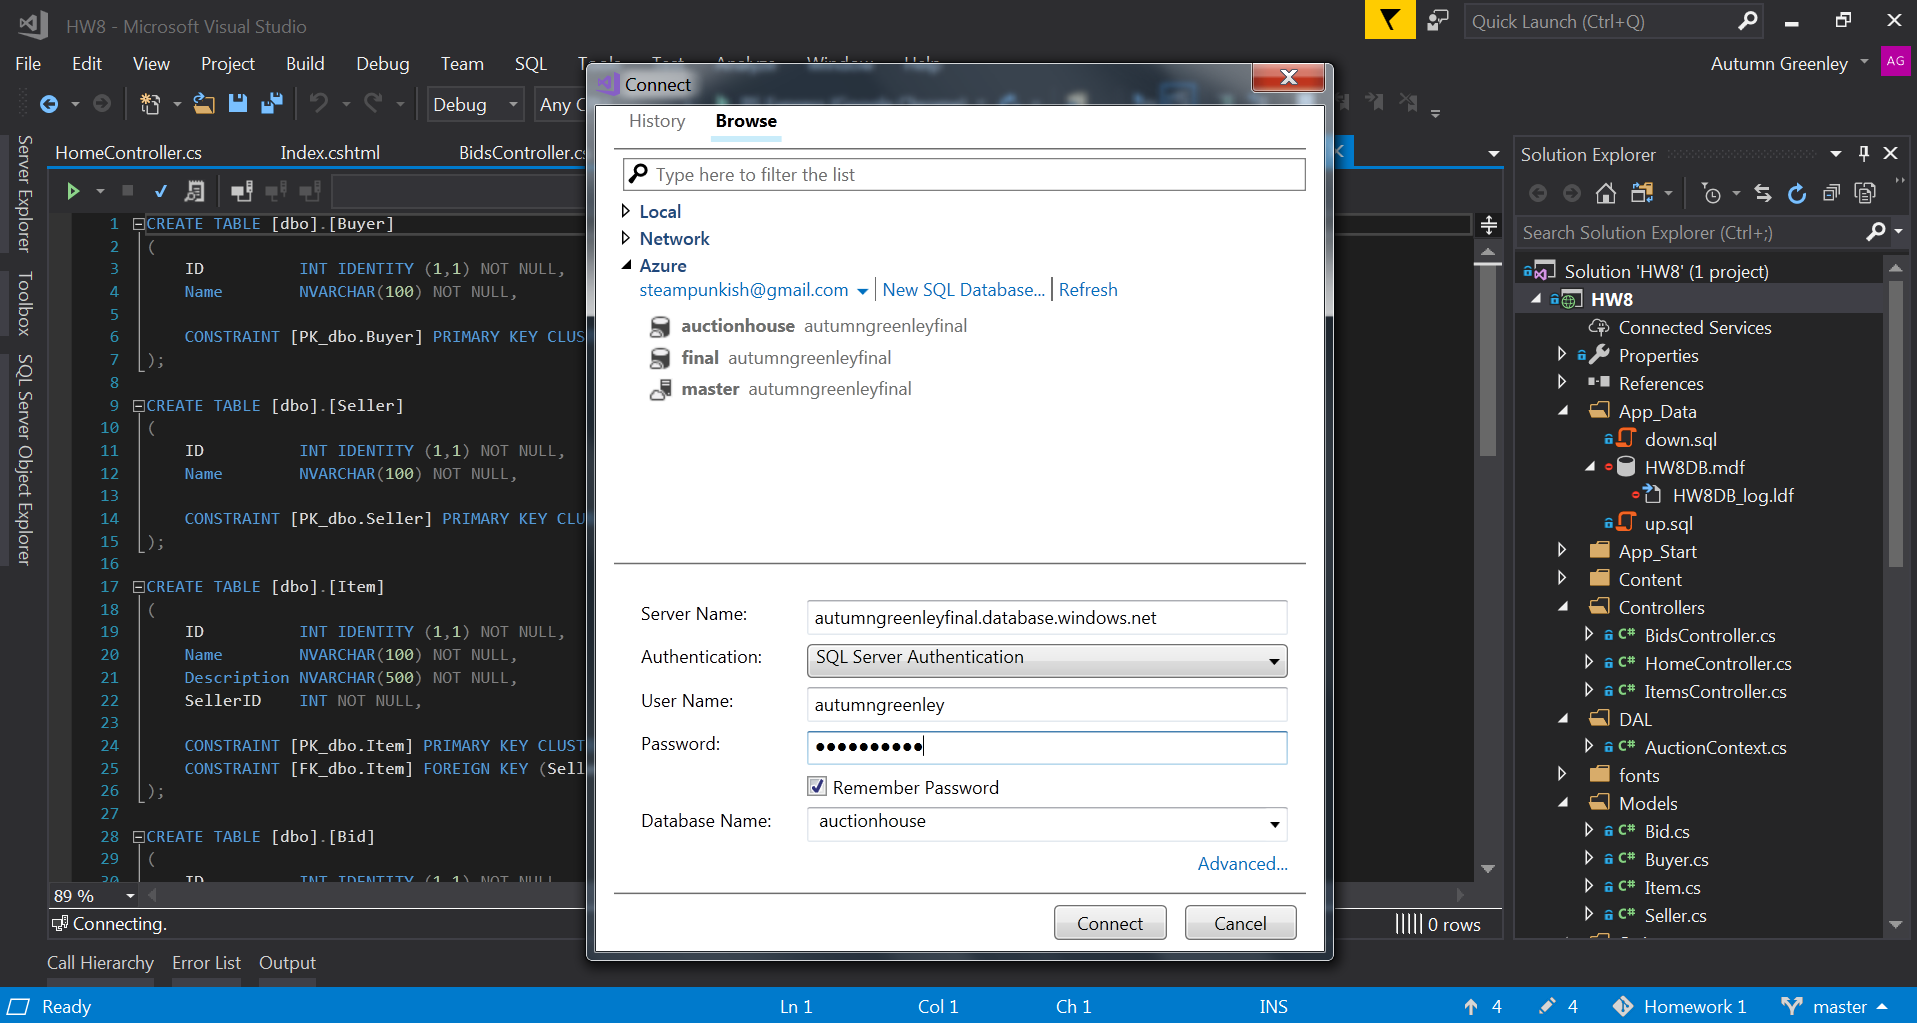 HW8 - Microsoft Visual Studio
Quick Launch (Ctrl+Q)
File Edit View Project Build Debug Team SQL Tools Test Analyze Window Help
Autumn Greenley AG
Debug Any C
Server Explorer
Toolbox
SQL Server Object Explorer
HomeController.cs Index.cshtml BidsController.cs
1 CREATE TABLE [dbo].[Buyer]
2 (
3 ID INT IDENTITY (1,1) NOT NULL,
4 Name NVARCHAR(100) NOT NULL,
5
6 CONSTRAINT [PK_dbo.Buyer] PRIMARY KEY CLUS
7 );
8
9 CREATE TABLE [dbo].[Seller]
10 (
11 ID INT IDENTITY (1,1) NOT NULL,
12 Name NVARCHAR(100) NOT NULL,
13
14 CONSTRAINT [PK_dbo.Seller] PRIMARY KEY CLU
15 );
16
17 CREATE TABLE [dbo].[Item]
18 (
19 ID INT IDENTITY (1,1) NOT NULL,
20 Name NVARCHAR(100) NOT NULL,
21 Description NVARCHAR(500) NOT NULL,
22 SellerID INT NOT NULL,
23
24 CONSTRAINT [PK_dbo.Item] PRIMARY KEY CLUST
25 CONSTRAINT [FK_dbo.Item] FOREIGN KEY (Sell
26 );
27
28 CREATE TABLE [dbo].[Bid]
29 (
30 ID INT IDENTITY (1,1) NOT NULL
89 %
Connecting.
0 rows
Connect
History Browse
Type here to filter the list
Local
Network
Azure
steampunkish@gmail.com New SQL Database... Refresh
auctionhouse autumngreenleyfinal
final autumngreenleyfinal
master autumngreenleyfinal
Server Name: autumngreenleyfinal.database.windows.net
Authentication: SQL Server Authentication
User Name: autumngreenley
Password: ●●●●●●●●●●
Remember Password
Database Name: auctionhouse
Advanced...
Connect Cancel
Solution Explorer
Search Solution Explorer (Ctrl+;)
Solution 'HW8' (1 project)
HW8
Connected Services
Properties
References
App_Data
down.sql
HW8DB.mdf
HW8DB_log.ldf
up.sql
App_Start
Content
Controllers
C# BidsController.cs
C# HomeController.cs
C# ItemsController.cs
DAL
C# AuctionContext.cs
fonts
Models
C# Bid.cs
C# Buyer.cs
C# Item.cs
C# Seller.cs
Call Hierarchy Error List Output
Ready Ln 1 Col 1 Ch 1 INS 4 4 Homework 1 master